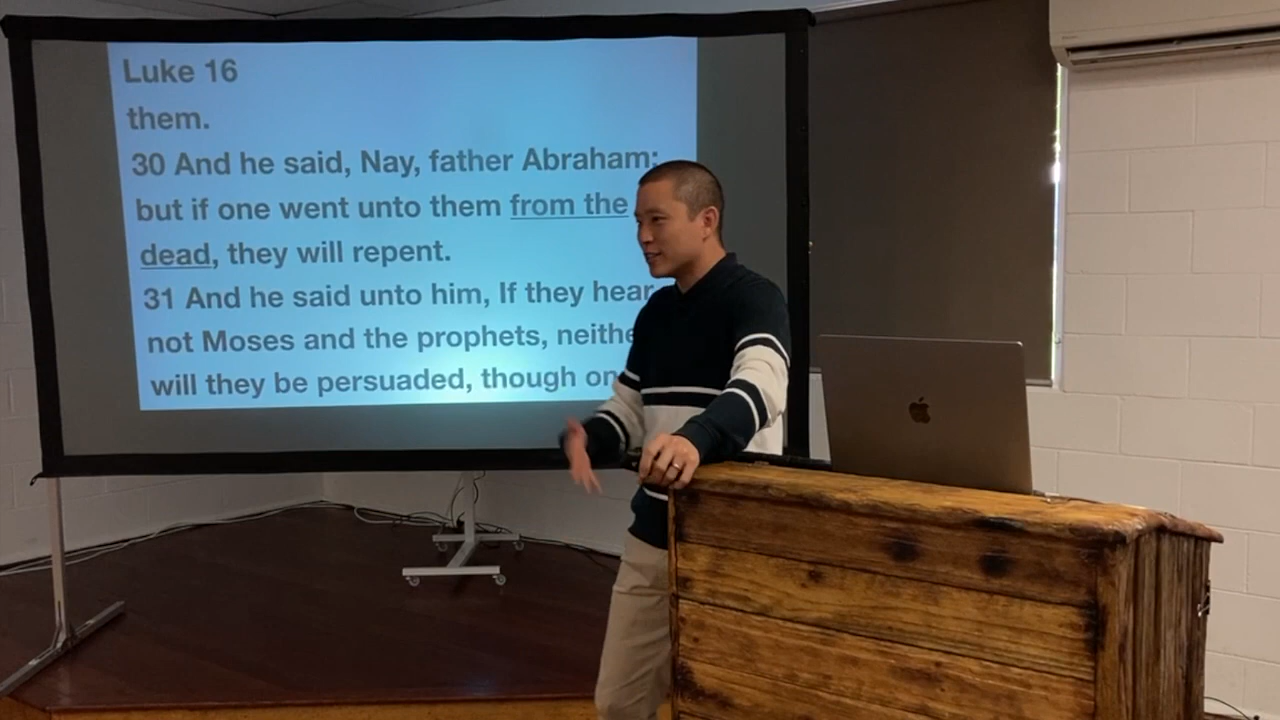 Luke 16
them.
30 And he said, Nay, father Abraham:
but if one went unto them from the
dead, they will repent.
31 And he said unto him, If they hear
not Moses and the prophets, neithe
will they be persuaded, though on